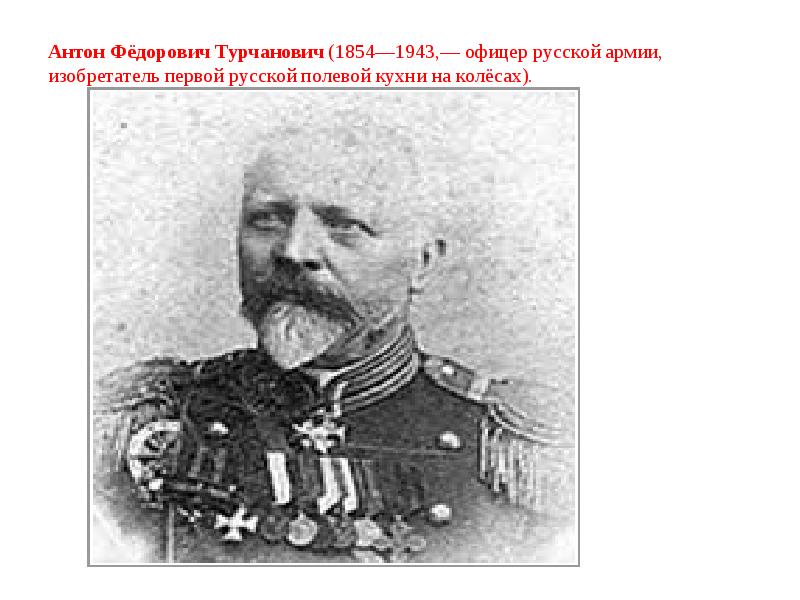 Антон Фёдорович Турчанович (1854—1943,— офицер русской армии,
изобретатель первой русской полевой кухни на колёсах).